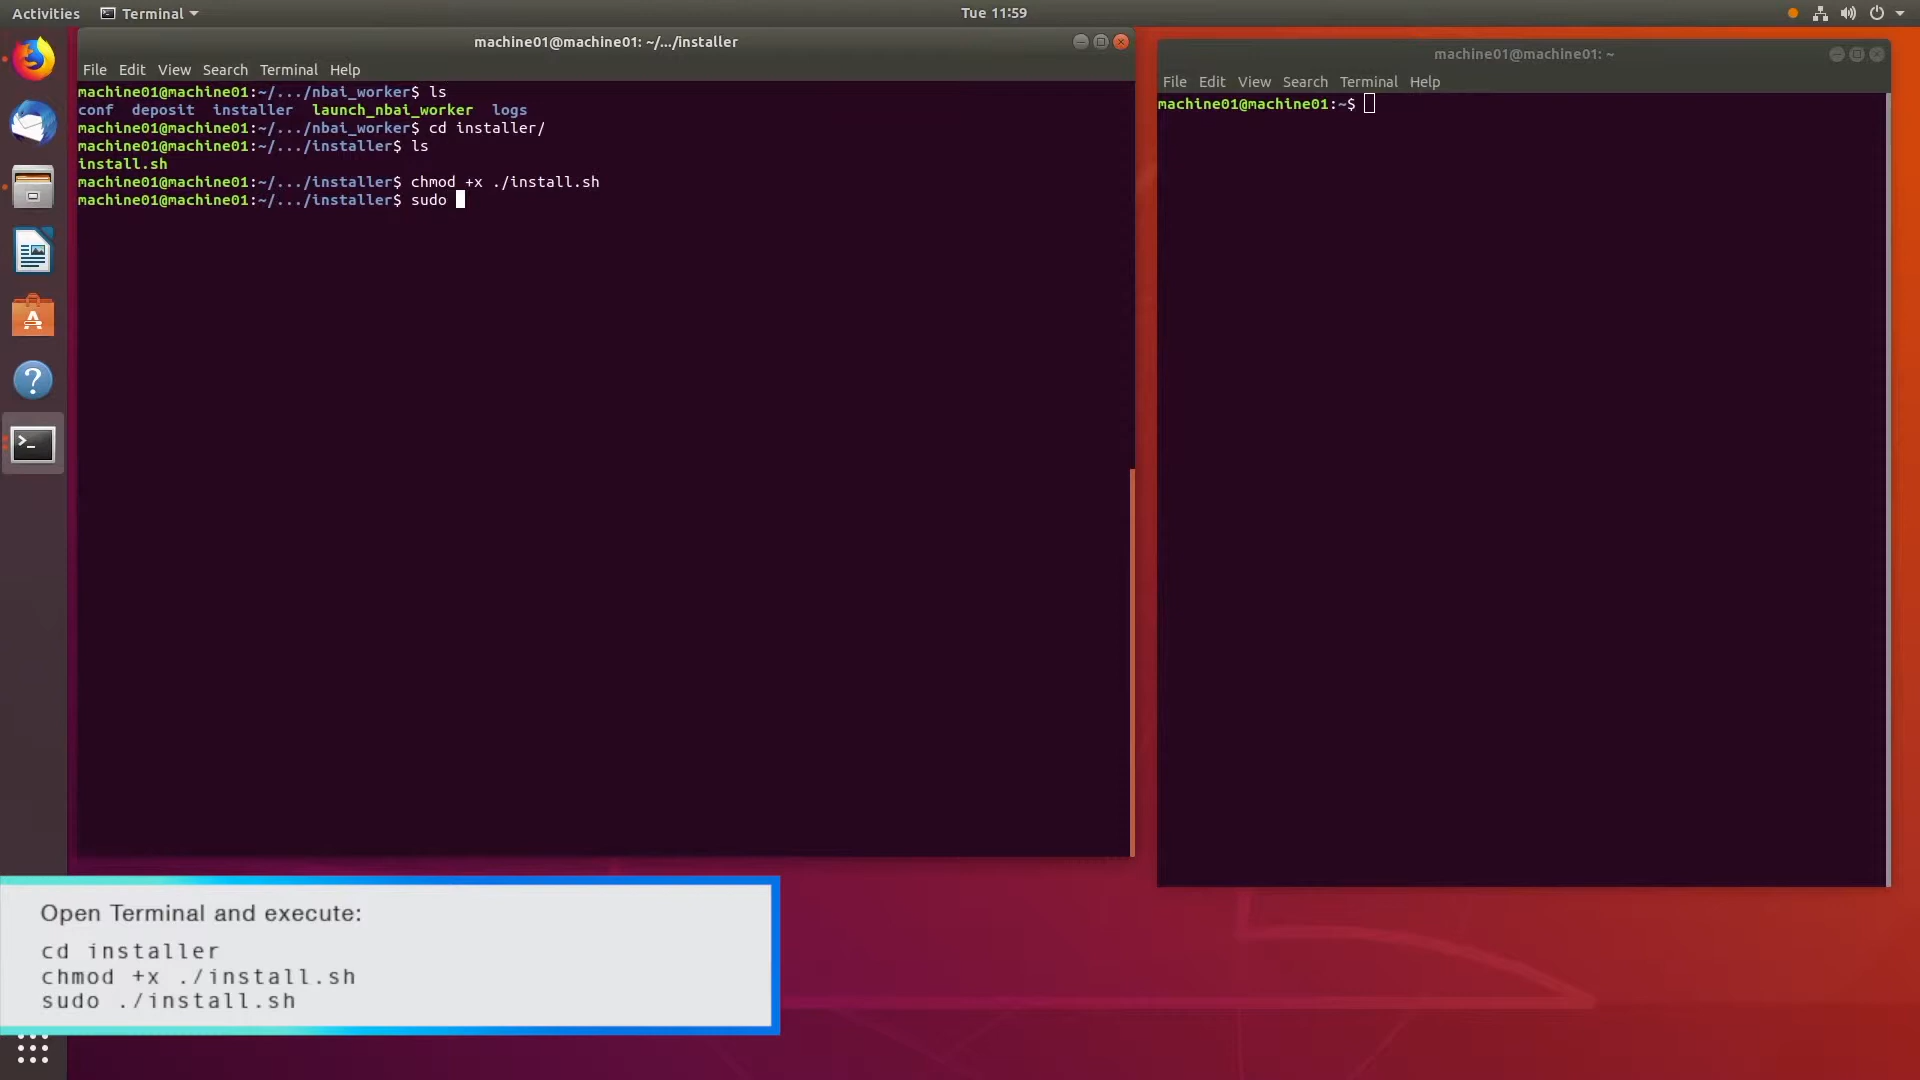 Activities
Terminal
Tue 11:59
machine01@machine01: ~/.../installer
File Edit View Search Terminal Help
machine01@machine01:~/.../nbai_worker$ ls
conf deposit installer launch_nbai_worker logs
machine01@machine01:~/.../nbai_worker$ cd installer/
machine01@machine01:~/.../installer$ ls
install.sh
machine01@machine01:~/.../installer$ chmod +x ./install.sh
machine01@machine01:~/.../installer$ sudo
machine01@machine01: ~
File Edit View Search Terminal Help
machine01@machine01:~$
Open Terminal and execute:
cd installer
chmod +x ./install.sh
sudo ./install.sh